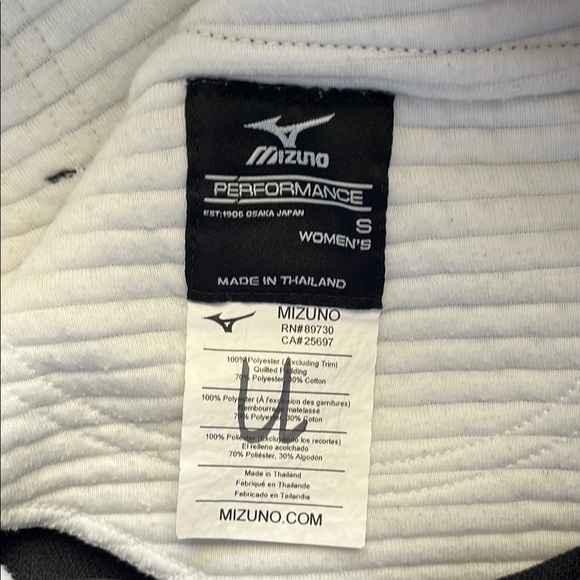 MIZUNO
PERFORMANCE
EST.1906 OSAKA JAPAN
S
WOMEN'S
MADE IN THAILAND
MIZUNO
RN#89730
CA#25697
100% Polyester (Excluding Trim)
Quilted Padding
70% Polyester 30% Cotton
100% Polyester (À l'exclusion des garnitures)
Rembourrage matelassé
70% Polyester 30% Coton
100% Poliéster (Excluyendo los recortes)
El relleno acolchado
70% Poliéster, 30% Algodón
Made in Thailand
Fabriqué en Thaïlande
Fabricado en Tailandia
MIZUNO.COM